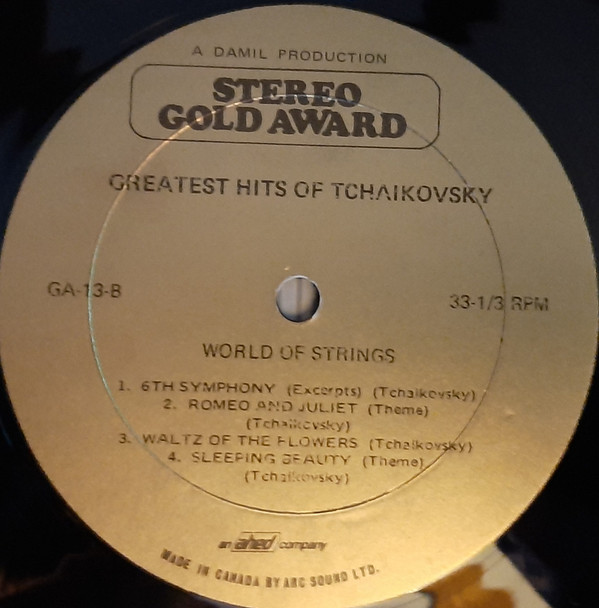 A DAMIL PRODUCTION
STEREO
GOLD AWARD
GREATEST HITS OF TCHAIKOVSKY
GA-13-B
33-1/3 RPM
WORLD OF STRINGS
1. 6TH SYMPHONY (Excerpts) (Tchaikovsky)
2. ROMEO AND JULIET (Theme)
(Tchaikovsky)
3. WALTZ OF THE FLOWERS (Tchaikovsky)
4. SLEEPING BEAUTY (Theme)
(Tchaikovsky)
an ahed company
MADE IN CANADA BY ARC SOUND LTD.